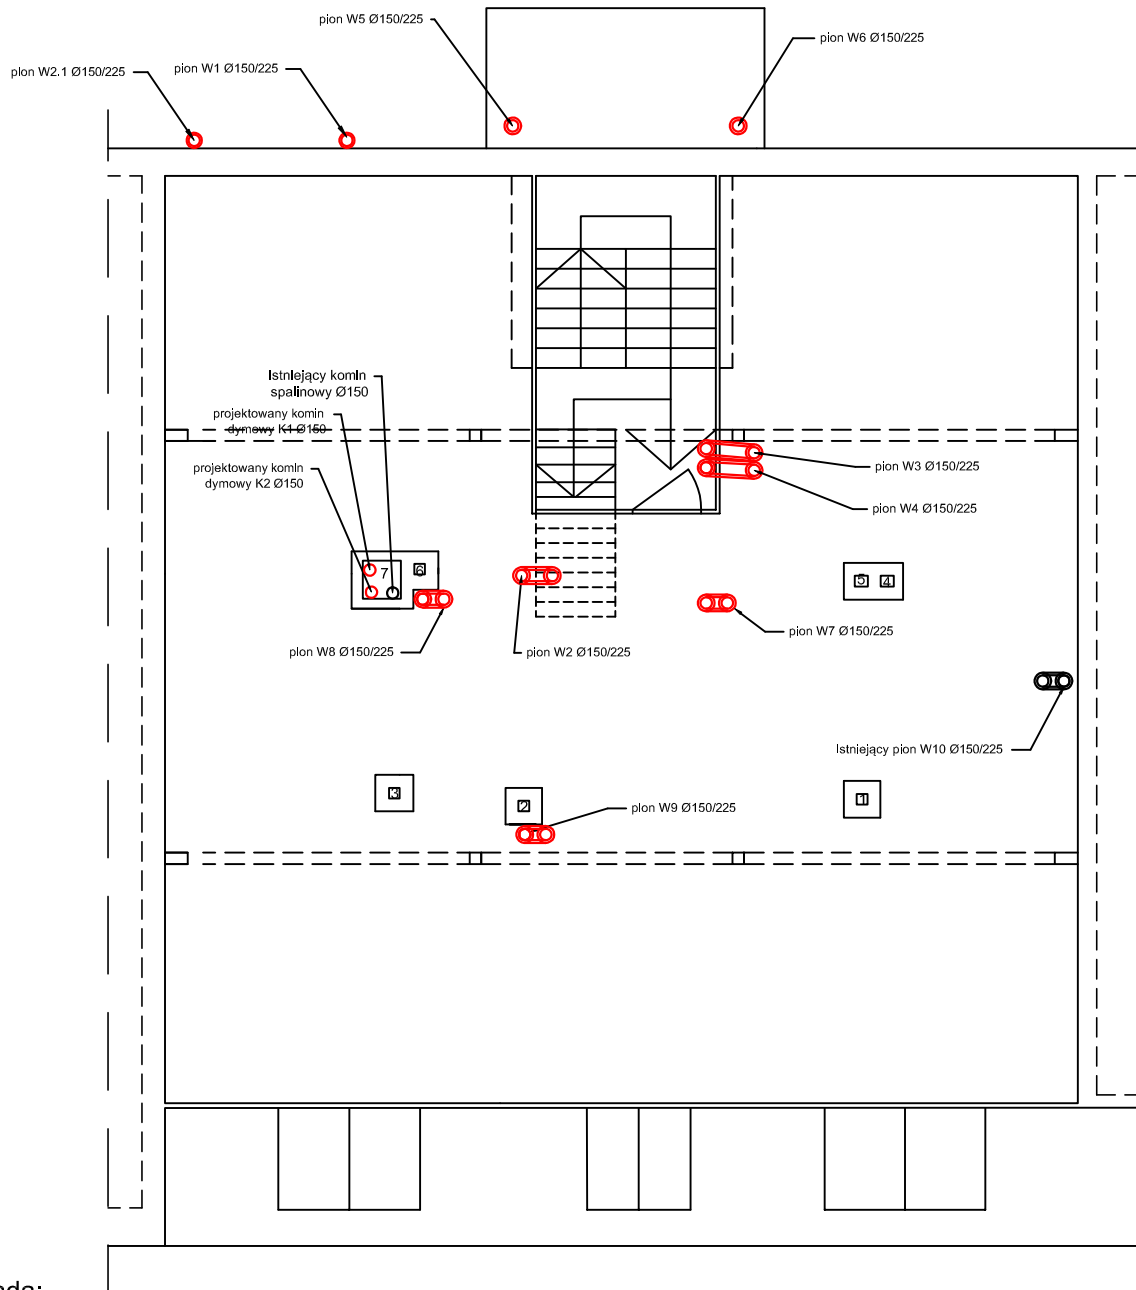 pion W5 Ø150/225
pion W6 Ø150/225
pion W2.1 Ø150/225
pion W1 Ø150/225
Istniejący komin
spalinowy Ø150
projektowany komin
dymowy K1 Ø150
projektowany komin
dymowy K2 Ø150
pion W3 Ø150/225
pion W4 Ø150/225
7
6
5
4
pion W8 Ø150/225
pion W2 Ø150/225
pion W7 Ø150/225
Istniejący pion W10 Ø150/225
3
2
1
pion W9 Ø150/225